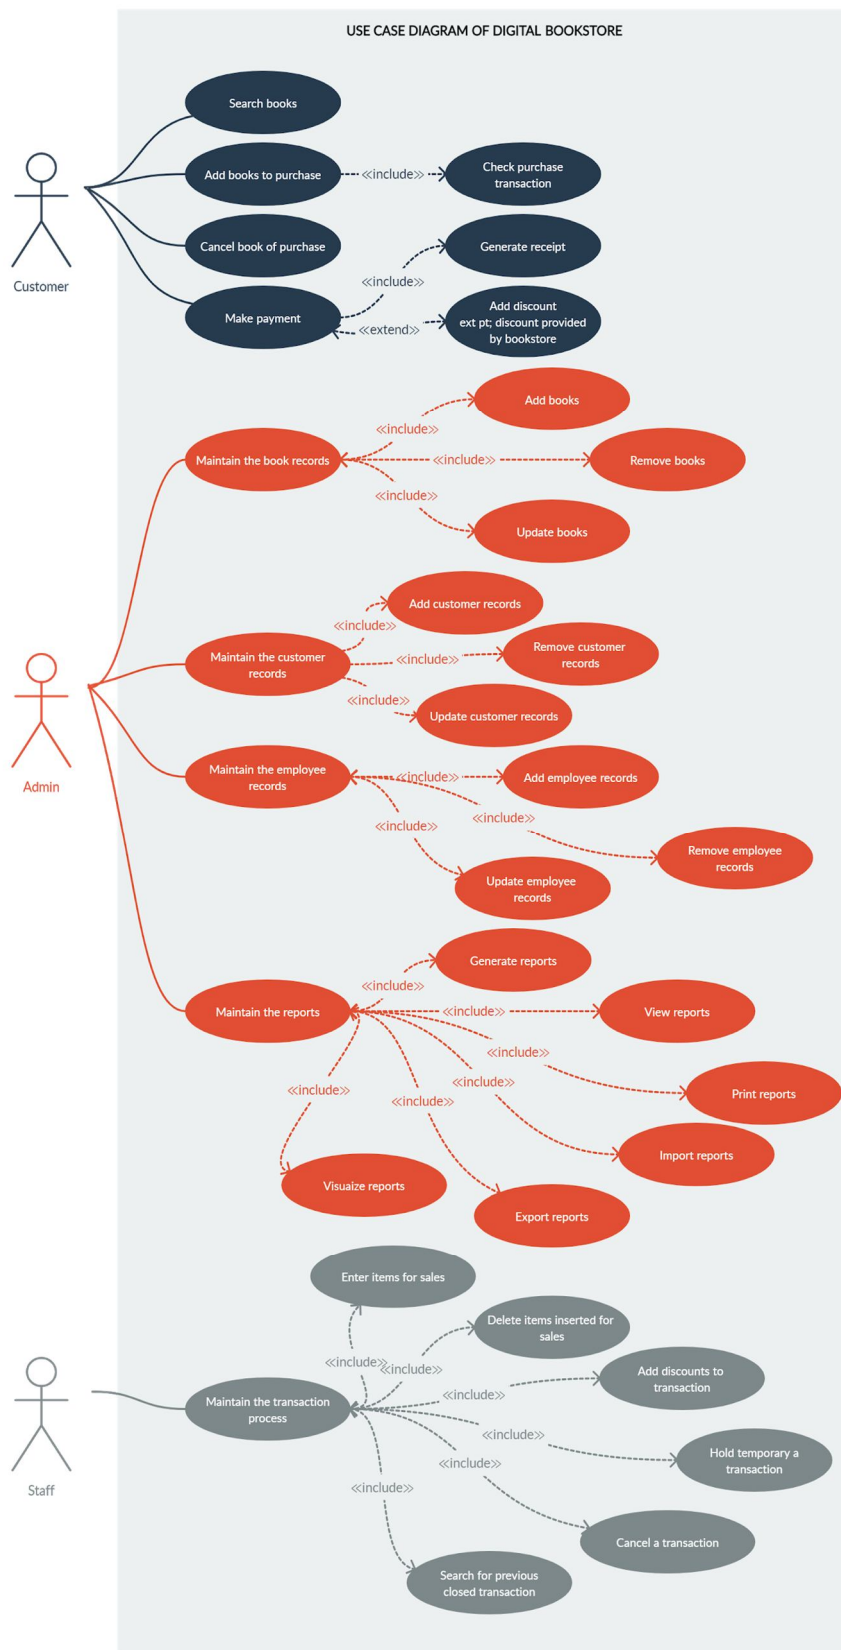 USE CASE DIAGRAM OF DIGITAL BOOKSTORE
Search books
Add books to purchase
<<include>>
Check purchase
transaction
Cancel book of purchase
Generate receipt
Customer
<<include>>
Make payment
<<extend>>
Add discount
ext pt; discount provided
by bookstore
Add books
<<include>>
Maintain the book records
<<include>>
Remove books
<<include>>
Update books
Add customer records
<<include>>
Maintain the customer
records
<<include>>
Remove customer
records
<<include>>
Update customer records
Admin
Maintain the employee
records
<<include>>
Add employee records
<<include>>
<<include>>
Remove employee
records
Update employee
records
Generate reports
<<include>>
Maintain the reports
<<include>>
View reports
<<include>>
<<include>>
<<include>>
<<include>>
Print reports
Import reports
Visuaize reports
Export reports
Enter items for sales
Delete items inserted for
sales
<<include>>
<<include>>
Add discounts to
transaction
<<include>>
Maintain the transaction
process
<<include>>
Hold temporary a
transaction
<<include>>
<<include>>
Staff
Cancel a transaction
Search for previous
closed transaction